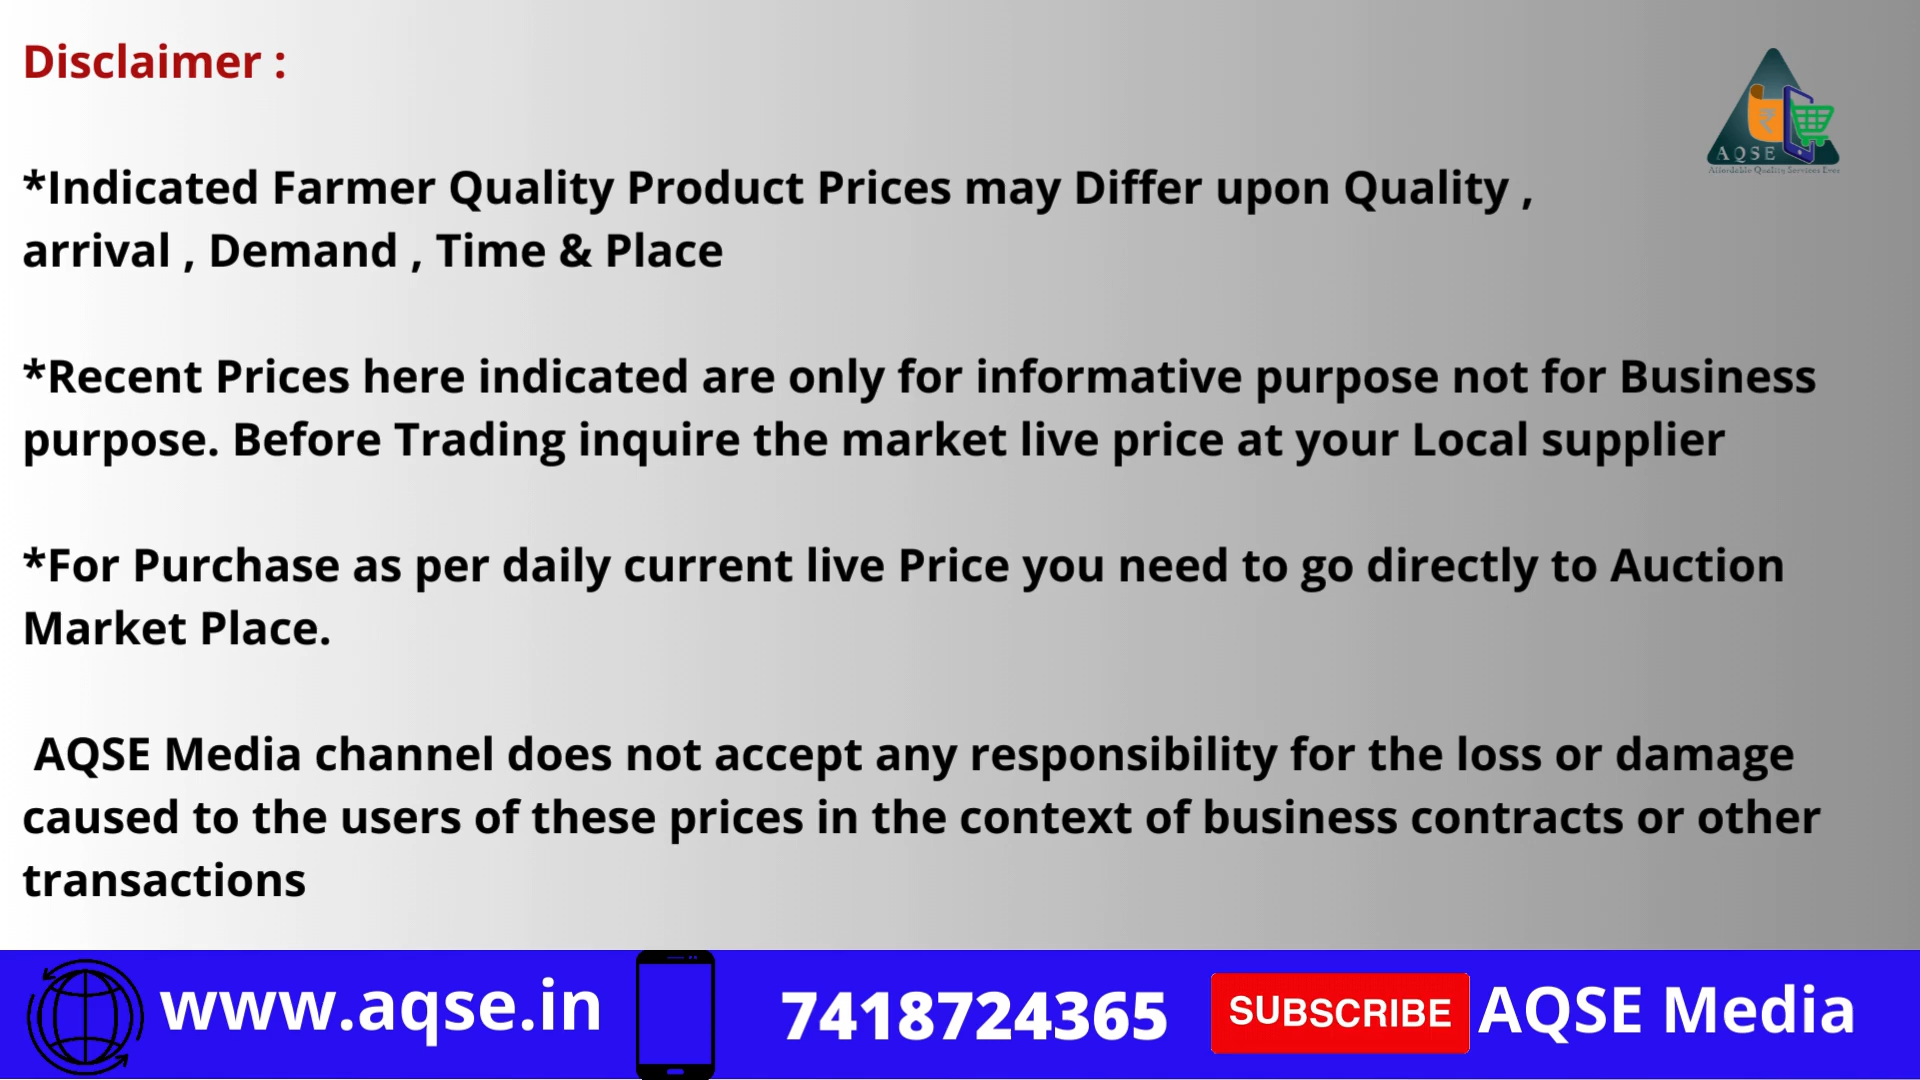 Disclaimer :
*Indicated Farmer Quality Product Prices may Differ upon Quality ,
arrival , Demand , Time & Place
*Recent Prices here indicated are only for informative purpose not for Business
purpose. Before Trading inquire the market live price at your Local supplier
*For Purchase as per daily current live Price you need to go directly to Auction
Market Place.
AQSE Media channel does not accept any responsibility for the loss or damage
caused to the users of these prices in the context of business contracts or other
transactions
AQSE
Affordable Quality Services Ever
www.aqse.in
7418724365
SUBSCRIBE
AQSE Media